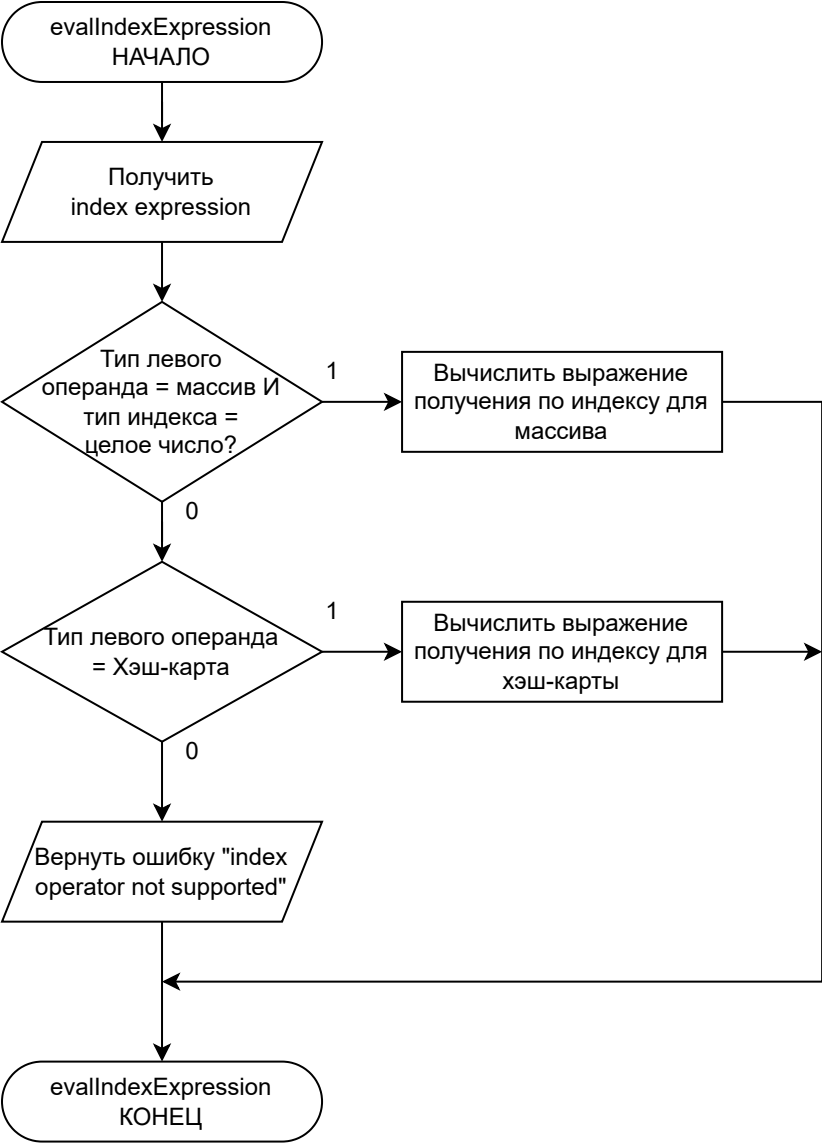 evalIndexExpression
НАЧАЛО
Получить
index expression
Тип левого
операнда = массив И
тип индекса =
целое число?
1
Вычислить выражение
получения по индексу для
массива
0
Тип левого операнда
= Хэш-карта
1
Вычислить выражение
получения по индексу для
хэш-карты
0
Вернуть ошибку "index
operator not supported"
evalIndexExpression
КОНЕЦ